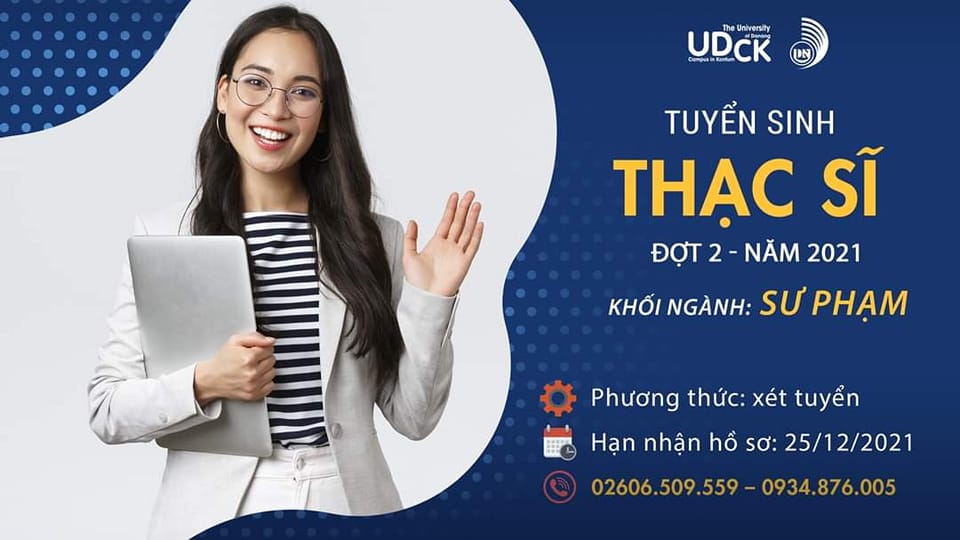 The University
of Danang
UDCK
Campus in Kontum
ĐN
TUYỂN SINH
THẠC SĨ
ĐỢT 2 - NĂM 2021
KHỐI NGÀNH: SƯ PHẠM
Phương thức: xét tuyển
Hạn nhận hồ sơ: 25/12/2021
02606.509.559 – 0934.876.005